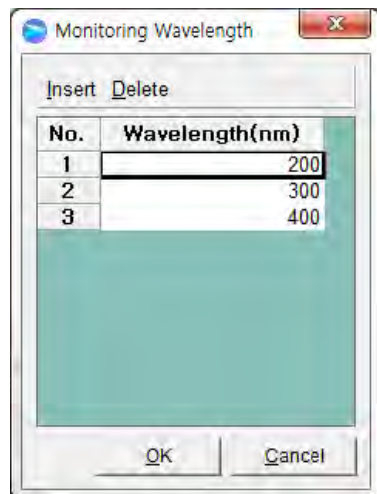 Monitoring Wavelength
Insert Delete
No. Wavelength(nm)
1 200
2 300
3 400
OK Cancel